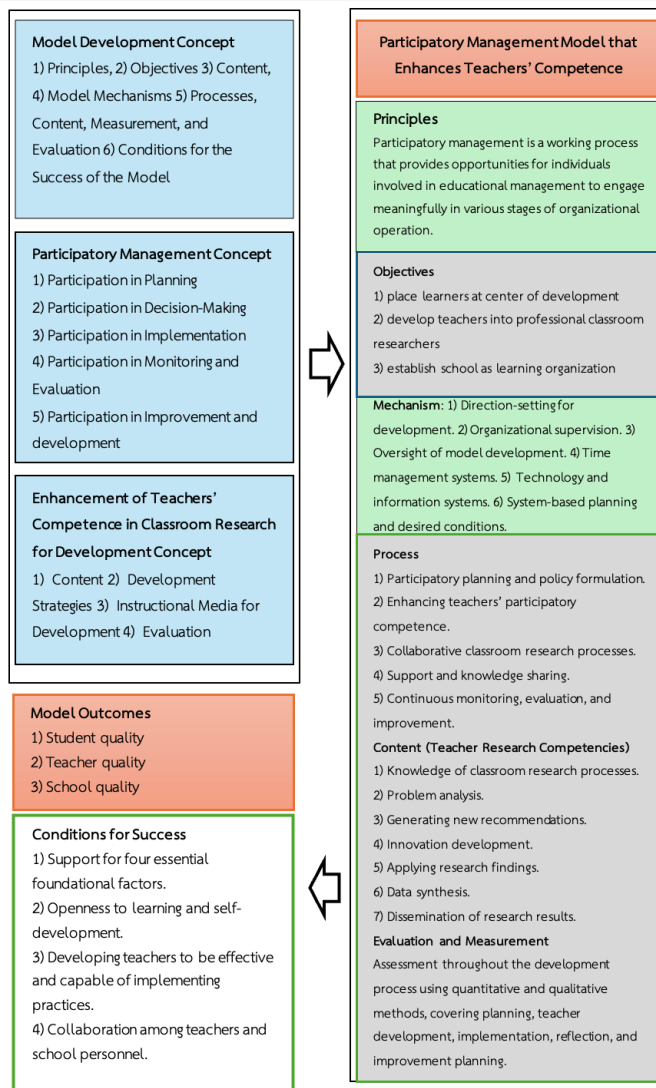 Model Development Concept
1) Principles, 2) Objectives 3) Content,
4) Model Mechanisms 5) Processes,
Content, Measurement, and
Evaluation 6) Conditions for the
Success of the Model
Participatory Management Concept
1) Participation in Planning
2) Participation in Decision-Making
3) Participation in Implementation
4) Participation in Monitoring and
Evaluation
5) Participation in Improvement and
development
Enhancement of Teachers'
Competence in Classroom Research
for Development Concept
1) Content 2) Development
Strategies 3) Instructional Media for
Development 4) Evaluation
Model Outcomes
1) Student quality
2) Teacher quality
3) School quality
Conditions for Success
1) Support for four essential
foundational factors.
2) Openness to learning and self-
development.
3) Developing teachers to be effective
and capable of implementing
practices.
4) Collaboration among teachers and
school personnel.
Participatory Management Model that
Enhances Teachers' Competence
Principles
Participatory management is a working process
that provides opportunities for individuals
involved in educational management to engage
meaningfully in various stages of organizational
operation.
Objectives
1) place learners at center of development
2) develop teachers into professional classroom
researchers
3) establish school as learning organization
Mechanism: 1) Direction-setting for
development. 2) Organizational supervision. 3)
Oversight of model development. 4) Time
management systems. 5) Technology and
information systems. 6) System-based planning
and desired conditions.
Process
1) Participatory planning and policy formulation.
2) Enhancing teachers' participatory
competence.
3) Collaborative classroom research processes.
4) Support and knowledge sharing.
5) Continuous monitoring, evaluation, and
improvement.
Content (Teacher Research Competencies)
1) Knowledge of classroom research processes.
2) Problem analysis.
3) Generating new recommendations.
4) Innovation development.
5) Applying research findings.
6) Data synthesis.
7) Dissemination of research results.
Evaluation and Measurement
Assessment throughout the development
process using quantitative and qualitative
methods, covering planning, teacher
development, implementation, reflection, and
improvement planning.